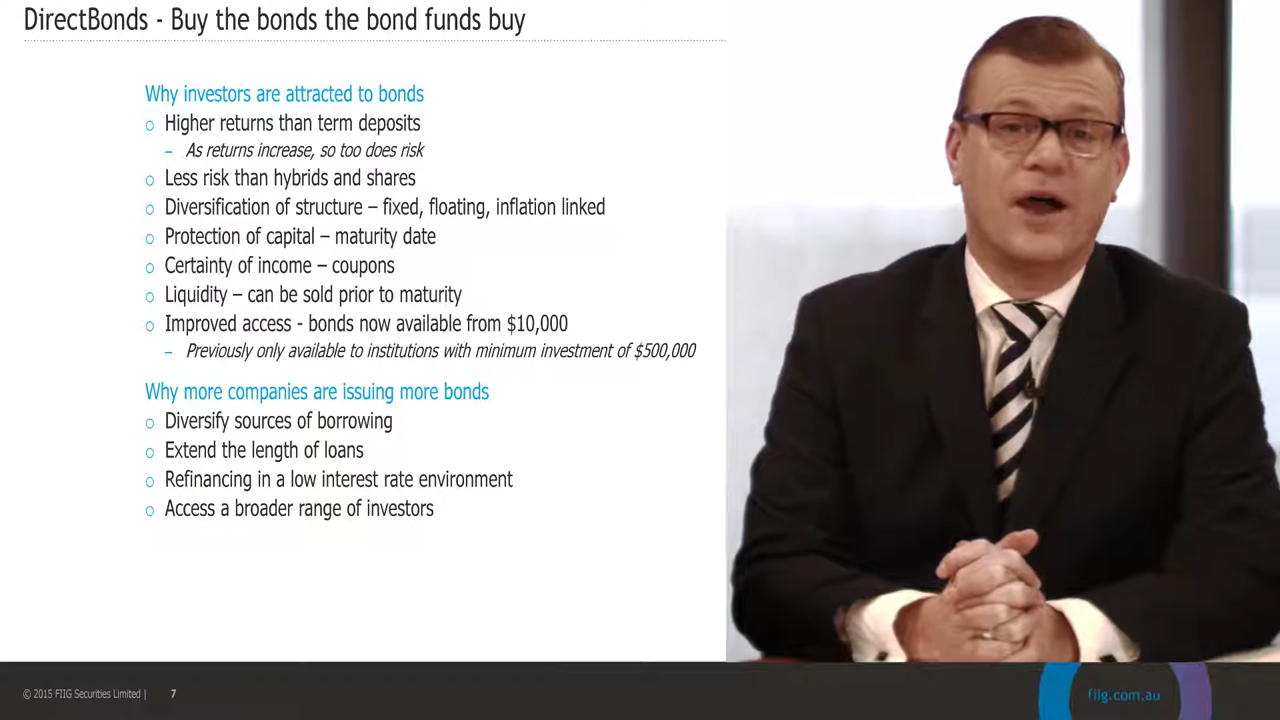 DirectBonds - Buy the bonds the bond funds buy
Why investors are attracted to bonds
o Higher returns than term deposits
– As returns increase, so too does risk
o Less risk than hybrids and shares
o Diversification of structure – fixed, floating, inflation linked
o Protection of capital – maturity date
o Certainty of income – coupons
o Liquidity – can be sold prior to maturity
o Improved access - bonds now available from $10,000
– Previously only available to institutions with minimum investment of $500,000
Why more companies are issuing more bonds
o Diversify sources of borrowing
o Extend the length of loans
o Refinancing in a low interest rate environment
o Access a broader range of investors
© 2015 FIIG Securities Limited | 7
fiig.com.au